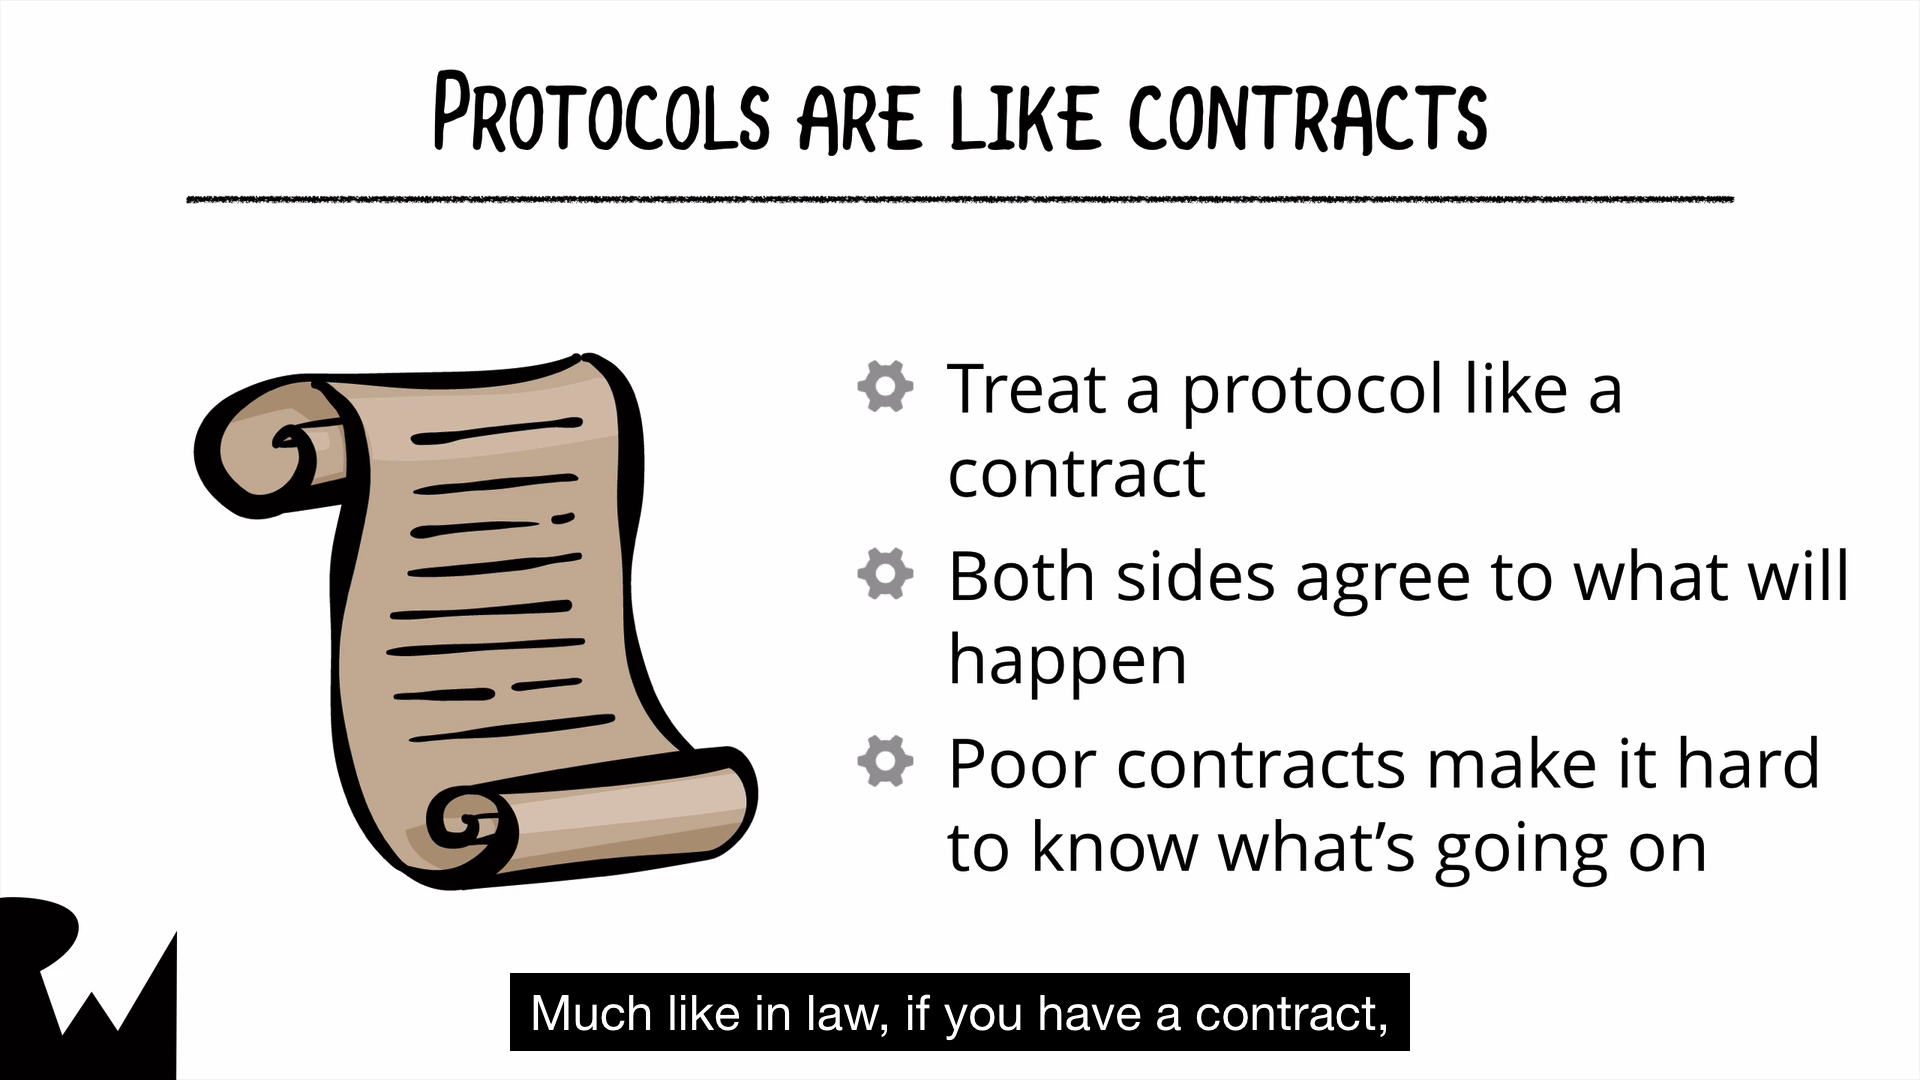 PROTOCOLS ARE LIKE CONTRACTS
Treat a protocol like a
contract
Both sides agree to what will
happen
Poor contracts make it hard
to know what’s going on
Much like in law, if you have a contract,